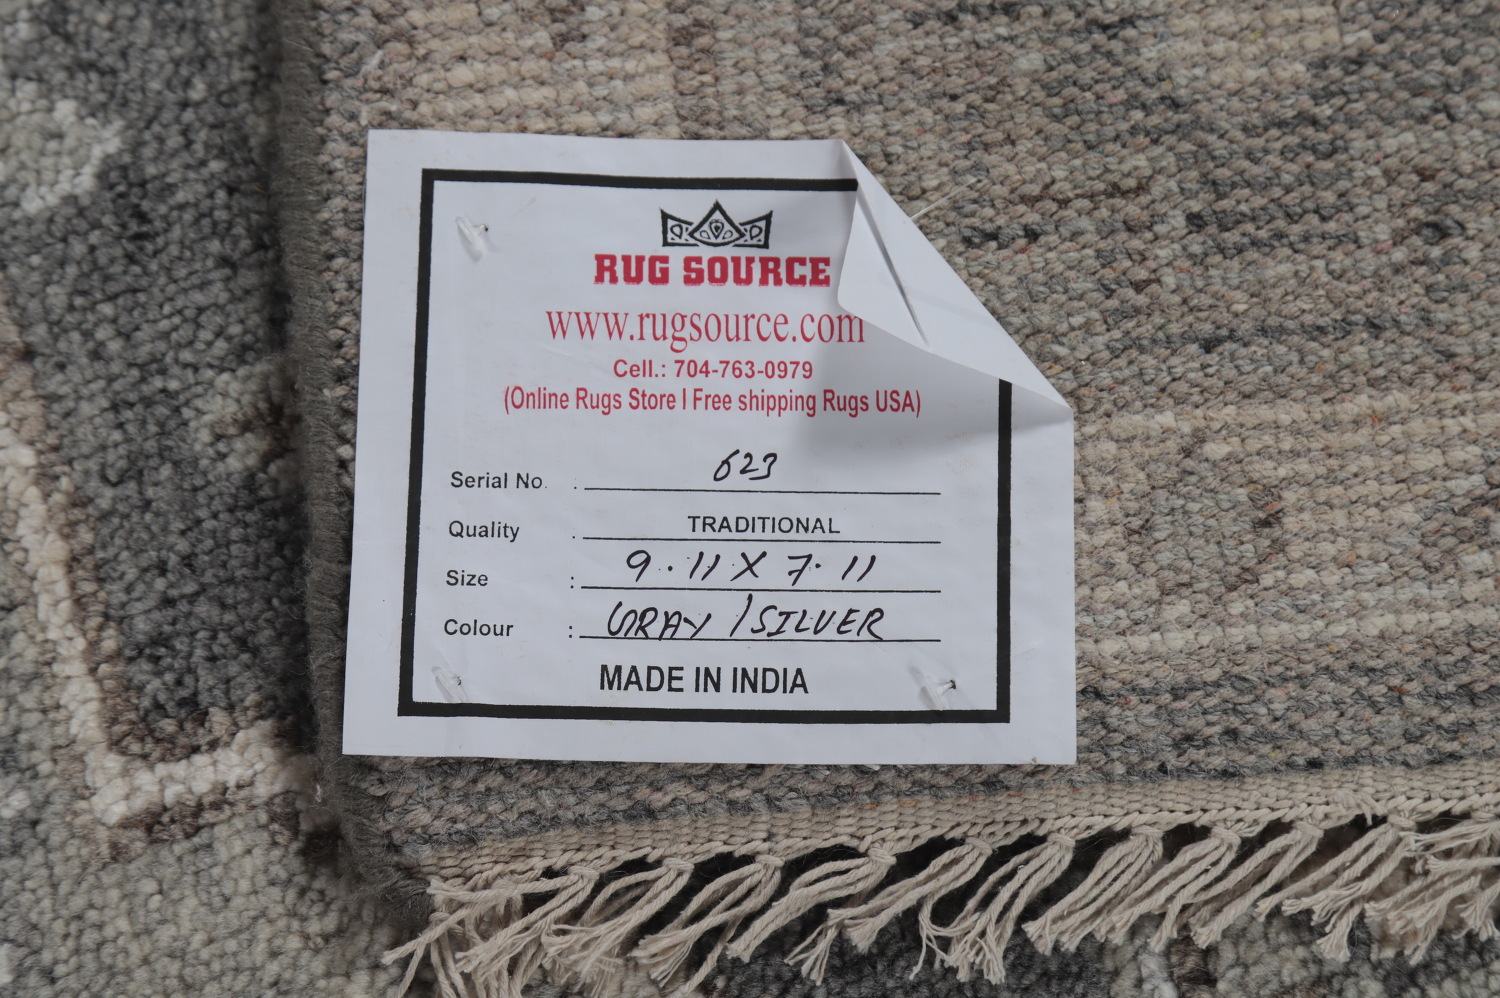 RUG SOURCE
www.rugsource.com
Cell.: 704-763-0979
(Online Rugs Store I Free shipping Rugs USA)
Serial No. : 623
Quality : TRADITIONAL
Size : 9.11 X 7.11
Colour : GRAY / SILVER
MADE IN INDIA